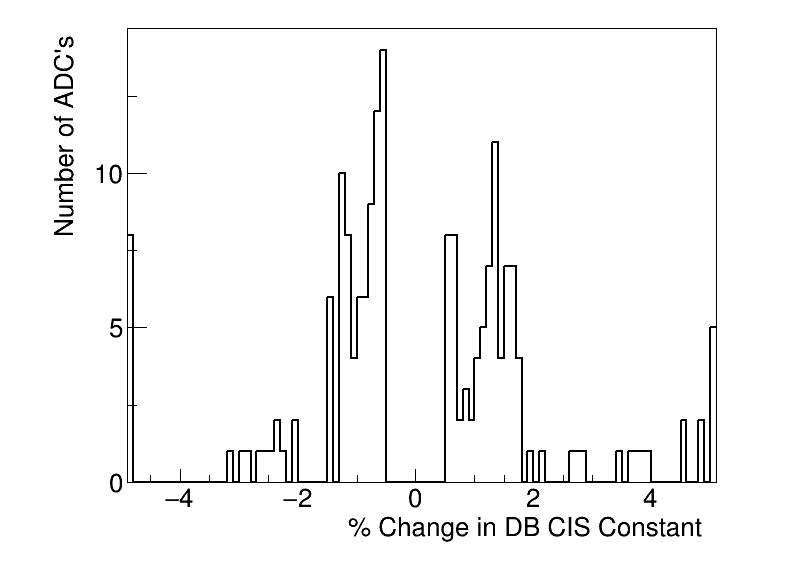 Number of ADC's
10
5
0
−4 −2 0 2 4
% Change in DB CIS Constant